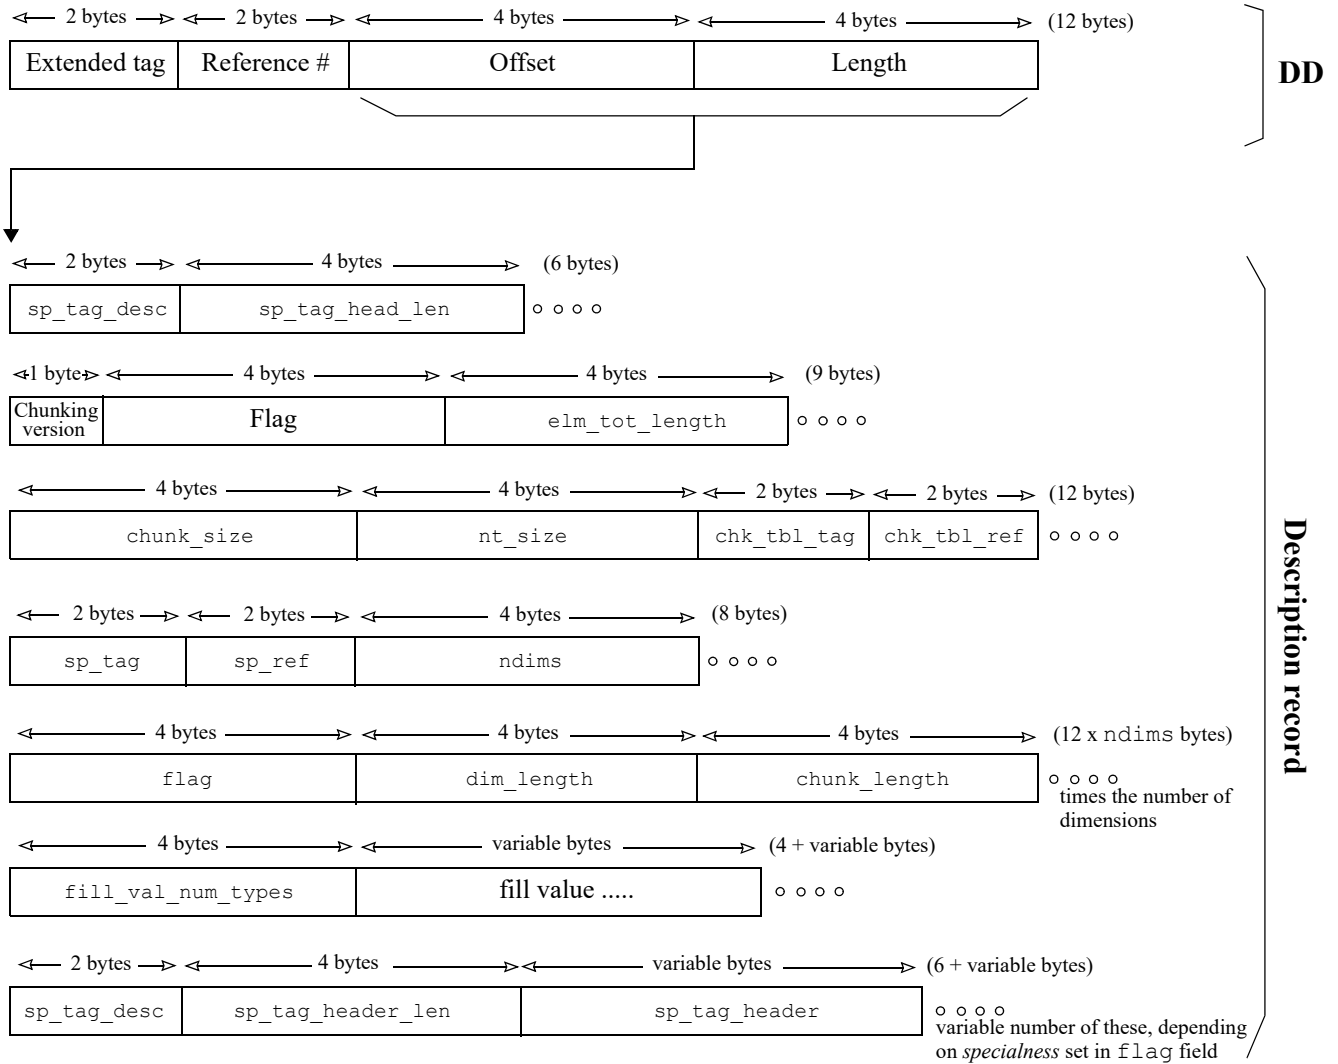 2 bytes 2 bytes 4 bytes 4 bytes (12 bytes)
Extended tag Reference # Offset Length
DD
2 bytes 4 bytes (6 bytes)
sp_tag_desc sp_tag_head_len
1 byte 4 bytes 4 bytes (9 bytes)
Chunking
version
Flag elm_tot_length
4 bytes 4 bytes 2 bytes 2 bytes (12 bytes)
chunk_size nt_size chk_tbl_tag chk_tbl_ref
2 bytes 2 bytes 4 bytes (8 bytes)
sp_tag sp_ref ndims
4 bytes 4 bytes 4 bytes (12 x ndims bytes)
flag dim_length chunk_length
times the number of
dimensions
4 bytes variable bytes (4 + variable bytes)
fill_val_num_types fill value .....
2 bytes 4 bytes variable bytes (6 + variable bytes)
sp_tag_desc sp_tag_header_len sp_tag_header
variable number of these, depending
on specialness set in flag field
Description record